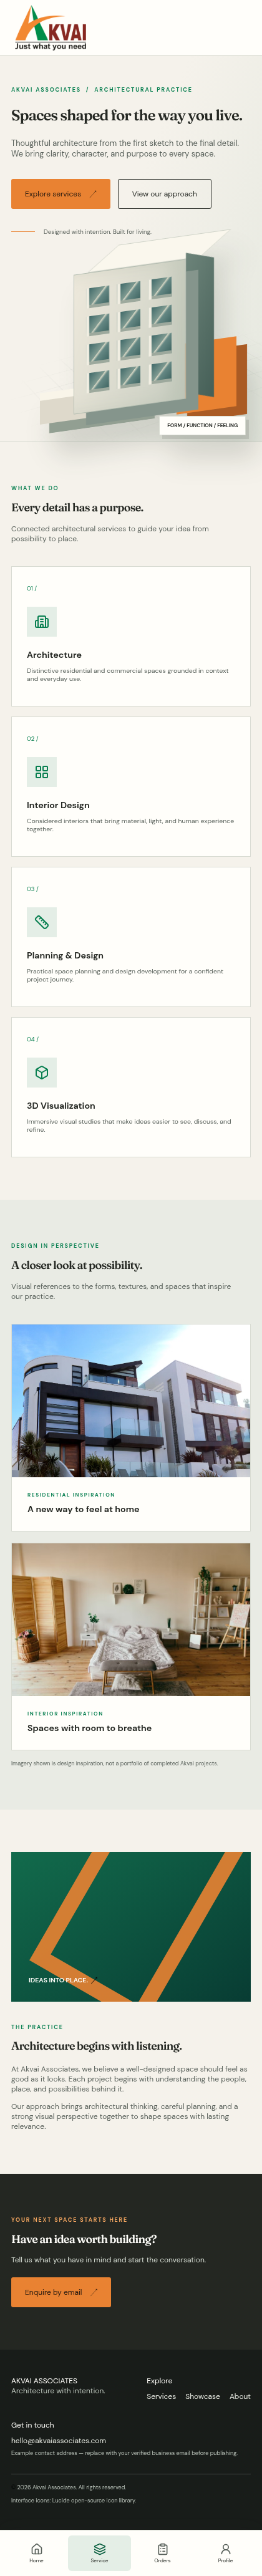 AKVAI
Just what you need
AKVAI ASSOCIATES / ARCHITECTURAL PRACTICE
Spaces shaped for the way you live.
Thoughtful architecture from the first sketch to the final detail.
We bring clarity, character, and purpose to every space.
Explore services
View our approach
Designed with intention. Built for living.
FORM / FUNCTION / FEELING
WHAT WE DO
Every detail has a purpose.
Connected architectural services to guide your idea from
possibility to place.
01 /
Architecture
Distinctive residential and commercial spaces grounded in context
and everyday use.
02 /
Interior Design
Considered interiors that bring material, light, and human experience
together.
03 /
Planning & Design
Practical space planning and design development for a confident
project journey.
04 /
3D Visualization
Immersive visual studies that make ideas easier to see, discuss, and
refine.
DESIGN IN PERSPECTIVE
A closer look at possibility.
Visual references to the forms, textures, and spaces that inspire
our practice.
RESIDENTIAL INSPIRATION
A new way to feel at home
INTERIOR INSPIRATION
Spaces with room to breathe
Imagery shown is design inspiration, not a portfolio of completed Akvai projects.
IDEAS INTO PLACE.
THE PRACTICE
Architecture begins with listening.
At Akvai Associates, we believe a well-designed space should feel as
good as it looks. Each project begins with understanding the people,
place, and possibilities behind it.
Our approach brings architectural thinking, careful planning, and a
strong visual perspective together to shape spaces with lasting
relevance.
YOUR NEXT SPACE STARTS HERE
Have an idea worth building?
Tell us what you have in mind and start the conversation.
Enquire by email
AKVAI ASSOCIATES
Architecture with intention.
Explore
Services Showcase About
Get in touch
hello@akvaiassociates.com
Example contact address — replace with your verified business email before publishing.
2026 Akvai Associates. All rights reserved.
Interface icons: Lucide open-source icon library.
Home Service Orders Profile